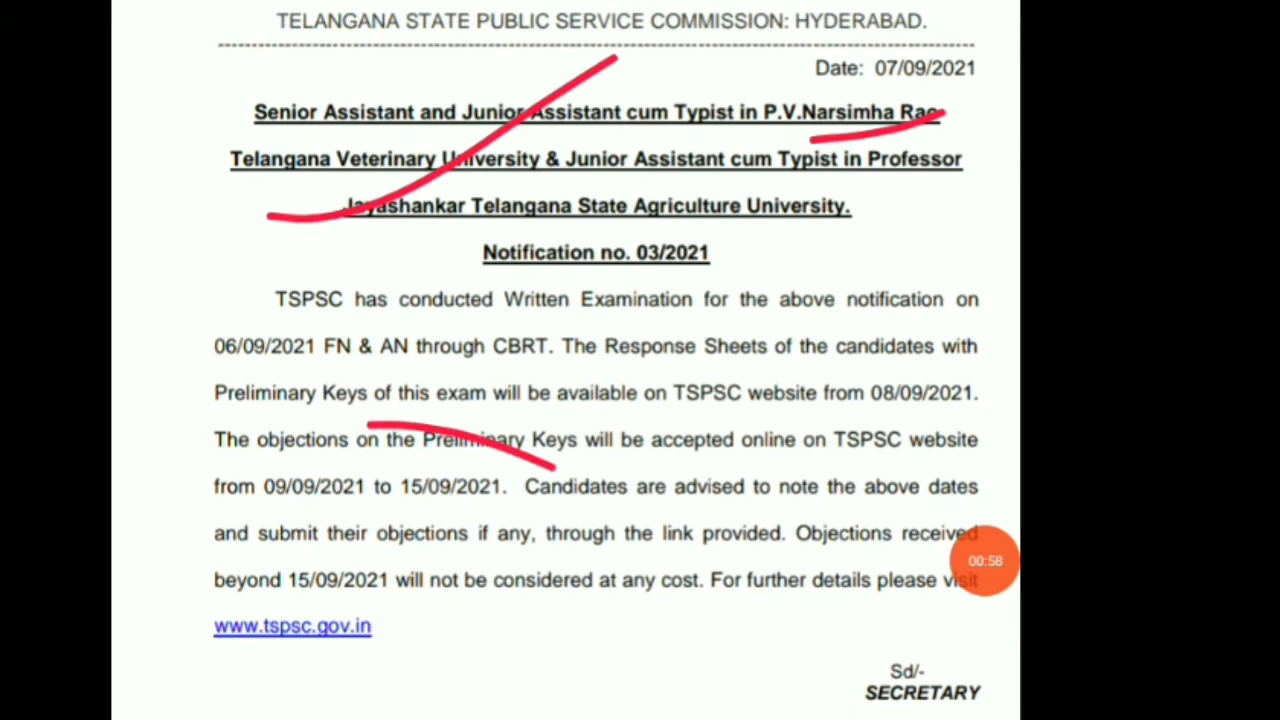 TELANGANA STATE PUBLIC SERVICE COMMISSION: HYDERABAD.
Date: 07/09/2021
Senior Assistant and Junior Assistant cum Typist in P.V.Narsimha Rao
Telangana Veterinary University & Junior Assistant cum Typist in Professor
Jayashankar Telangana State Agriculture University.
Notification no. 03/2021
TSPSC has conducted Written Examination for the above notification on
06/09/2021 FN & AN through CBRT. The Response Sheets of the candidates with
Preliminary Keys of this exam will be available on TSPSC website from 08/09/2021.
The objections on the Preliminary Keys will be accepted online on TSPSC website
from 09/09/2021 to 15/09/2021. Candidates are advised to note the above dates
and submit their objections if any, through the link provided. Objections received
beyond 15/09/2021 will not be considered at any cost. For further details please visit
www.tspsc.gov.in
Sd/-
SECRETARY
00:58